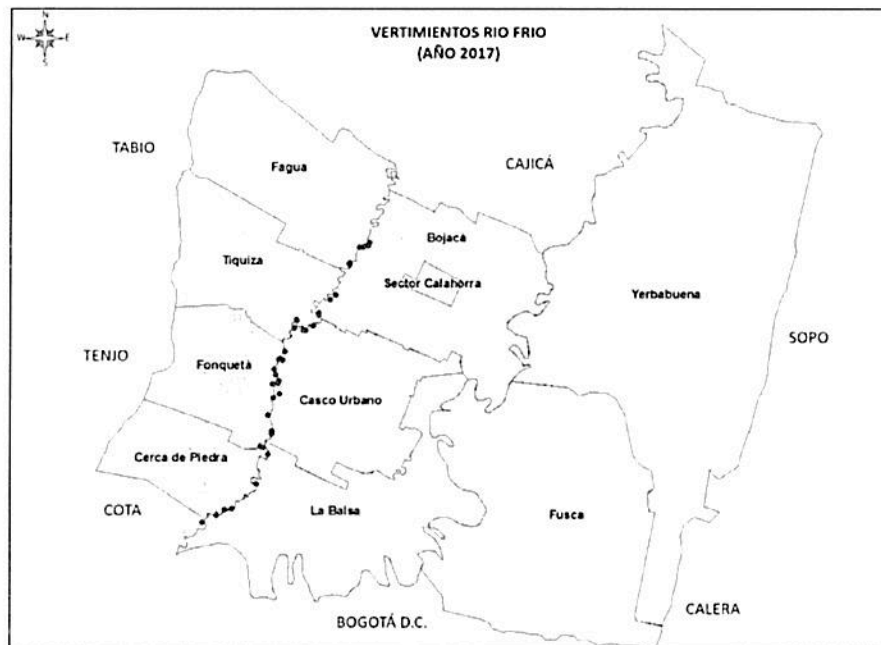 N
W E
S
VERTIMIENTOS RIO FRIO
(AÑO 2017)
TABIO
CAJICÁ
Fagua
Bojacá
Tiquiza
Sector Calahorra
Yerbabuena
SOPO
TENJO
Fonquetá
Casco Urbano
Cerca de Piedra
COTA
La Balsa
Fusca
CALERA
BOGOTÁ D.C.